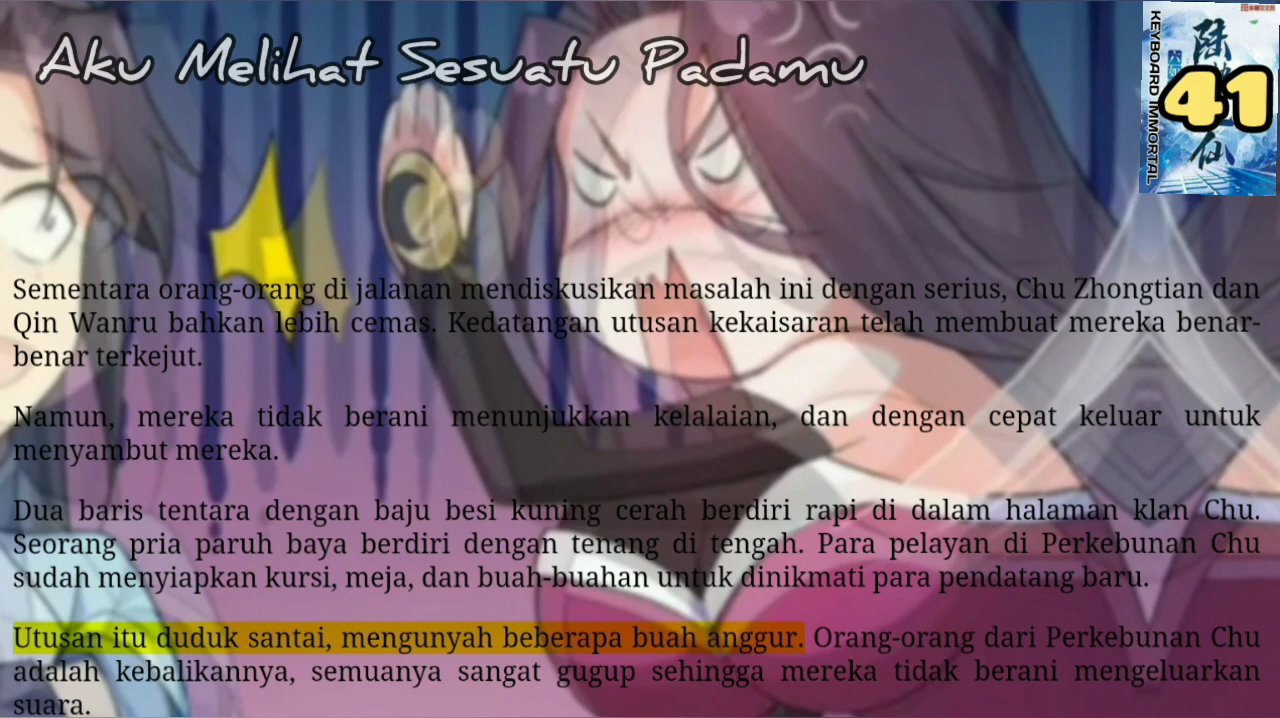 Aku Melihat Sesuatu Padamu
KEYBOARD IMMORTAL
41
陆
仙
Sementara orang-orang di jalanan mendiskusikan masalah ini dengan serius, Chu Zhongtian dan
Qin Wanru bahkan lebih cemas. Kedatangan utusan kekaisaran telah membuat mereka benar-
benar terkejut.
Namun, mereka tidak berani menunjukkan kelalaian, dan dengan cepat keluar untuk
menyambut mereka.
Dua baris tentara dengan baju besi kuning cerah berdiri rapi di dalam halaman klan Chu.
Seorang pria paruh baya berdiri dengan tenang di tengah. Para pelayan di Perkebunan Chu
sudah menyiapkan kursi, meja, dan buah-buahan untuk dinikmati para pendatang baru.
Utusan itu duduk santai, mengunyah beberapa buah anggur. Orang-orang dari Perkebunan Chu
adalah kebalikannya, semuanya sangat gugup sehingga mereka tidak berani mengeluarkan
suara.